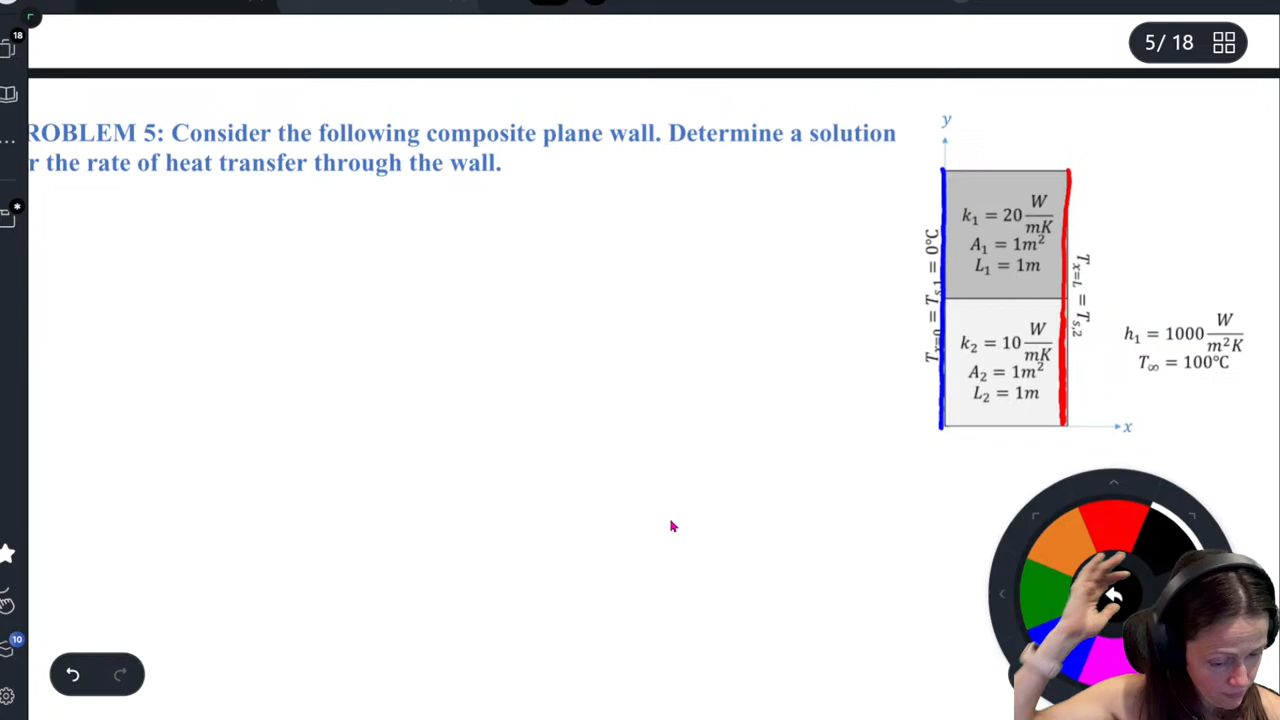 18
5/ 18
ROBLEM 5: Consider the following composite plane wall. Determine a solution
r the rate of heat transfer through the wall.
y
k₁ = 20 W/mK
A₁ = 1m²
L₁ = 1m
Tₓ₌₀ = Tₛ,₁ = 0℃
Tₓ₌L = Tₛ,₂
k₂ = 10 W/mK
A₂ = 1m²
L₂ = 1m
h₁ = 1000 W/m²K
T∞ = 100℃
x
10